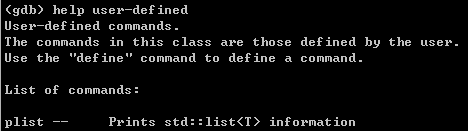 (gdb) help user-defined
User-defined commands.
The commands in this class are those defined by the user.
Use the "define" command to define a command.

List of commands:

plist --     Prints std::list<T> information